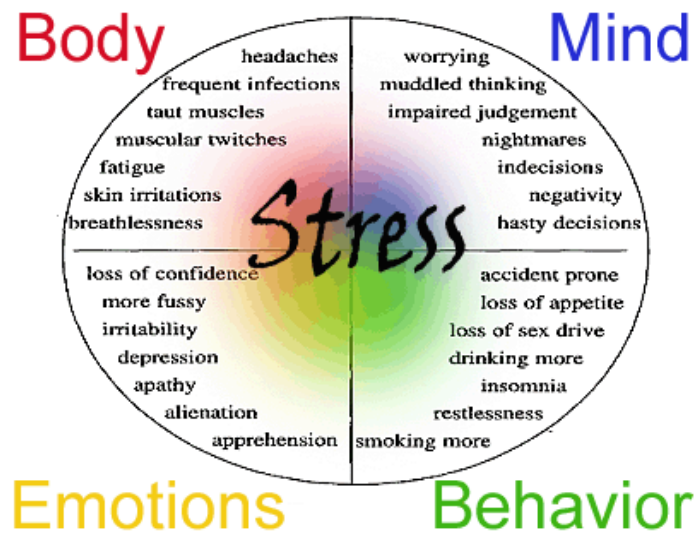 Body
Mind
headaches
frequent infections
taut muscles
muscular twitches
fatigue
skin irritations
breathlessness
worrying
muddled thinking
impaired judgement
nightmares
indecisions
negativity
hasty decisions
Stress
loss of confidence
more fussy
irritability
depression
apathy
alienation
apprehension
accident prone
loss of appetite
loss of sex drive
drinking more
insomnia
restlessness
smoking more
Emotions
Behavior